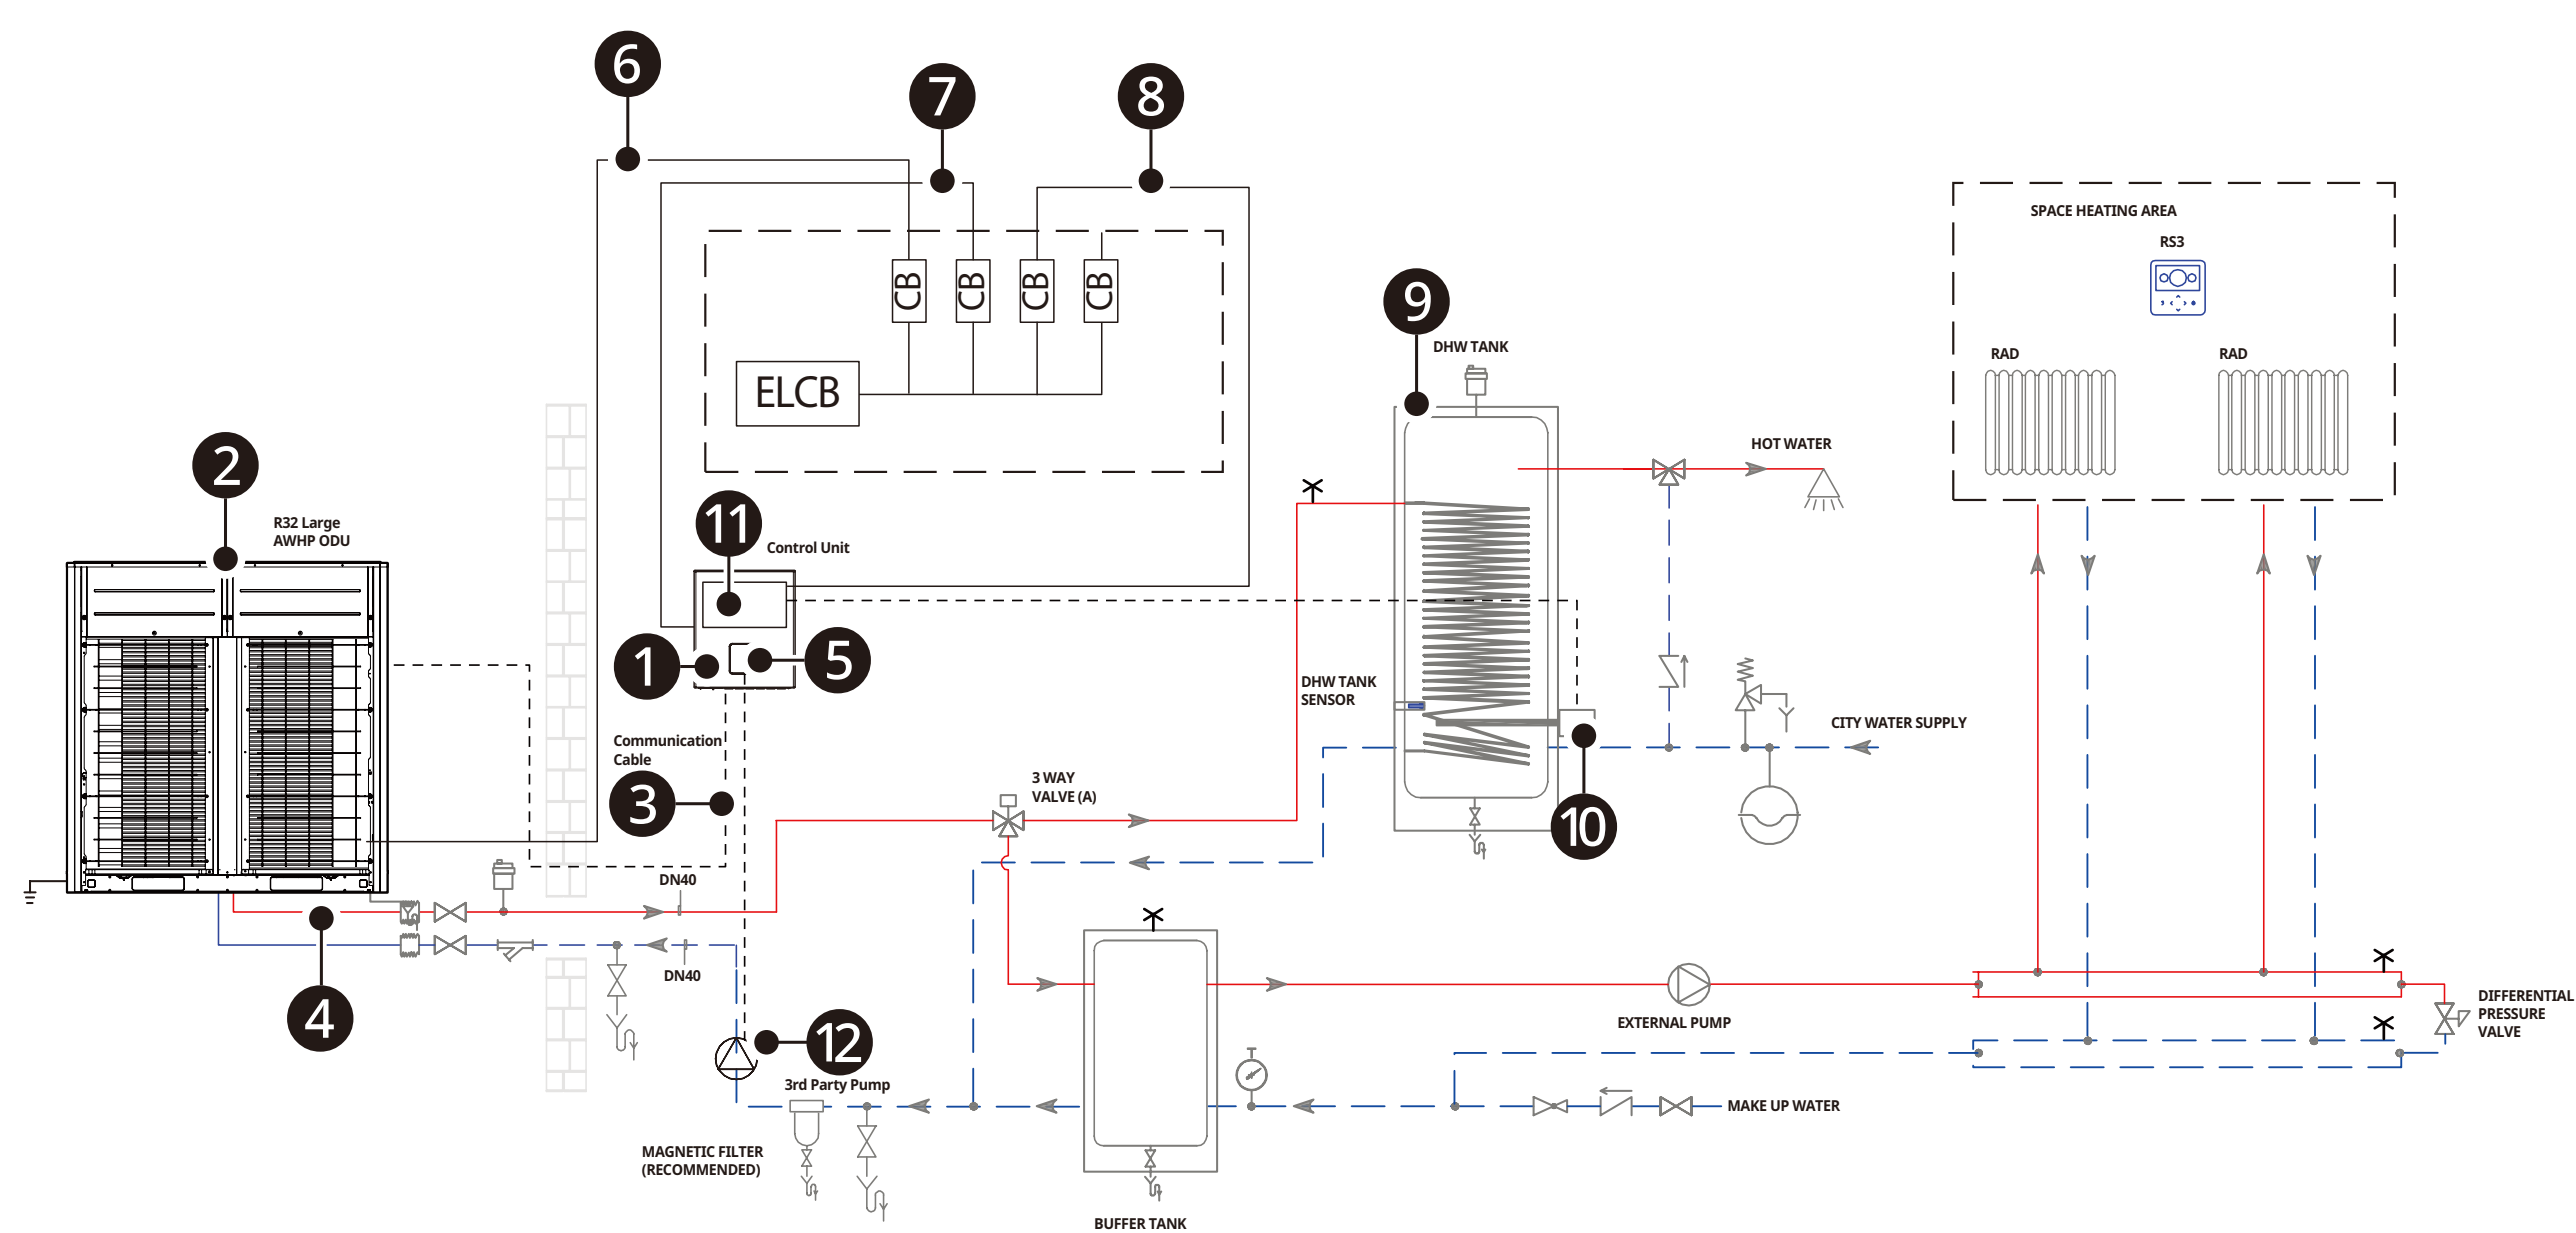 6
7
8
SPACE HEATING AREA
RS3
CB
CB
CB
CB
9
DHW TANK
RAD
RAD
ELCB
HOT WATER
2
R32 Large
AWHP ODU
11
Control Unit
1
5
DHW TANK
SENSOR
CITY WATER SUPPLY
Communication
Cable
3
3 WAY
VALVE (A)
10
DN40
DN40
4
EXTERNAL PUMP
DIFFERENTIAL
PRESSURE
VALVE
12
3rd Party Pump
MAKE UP WATER
MAGNETIC FILTER
(RECOMMENDED)
BUFFER TANK